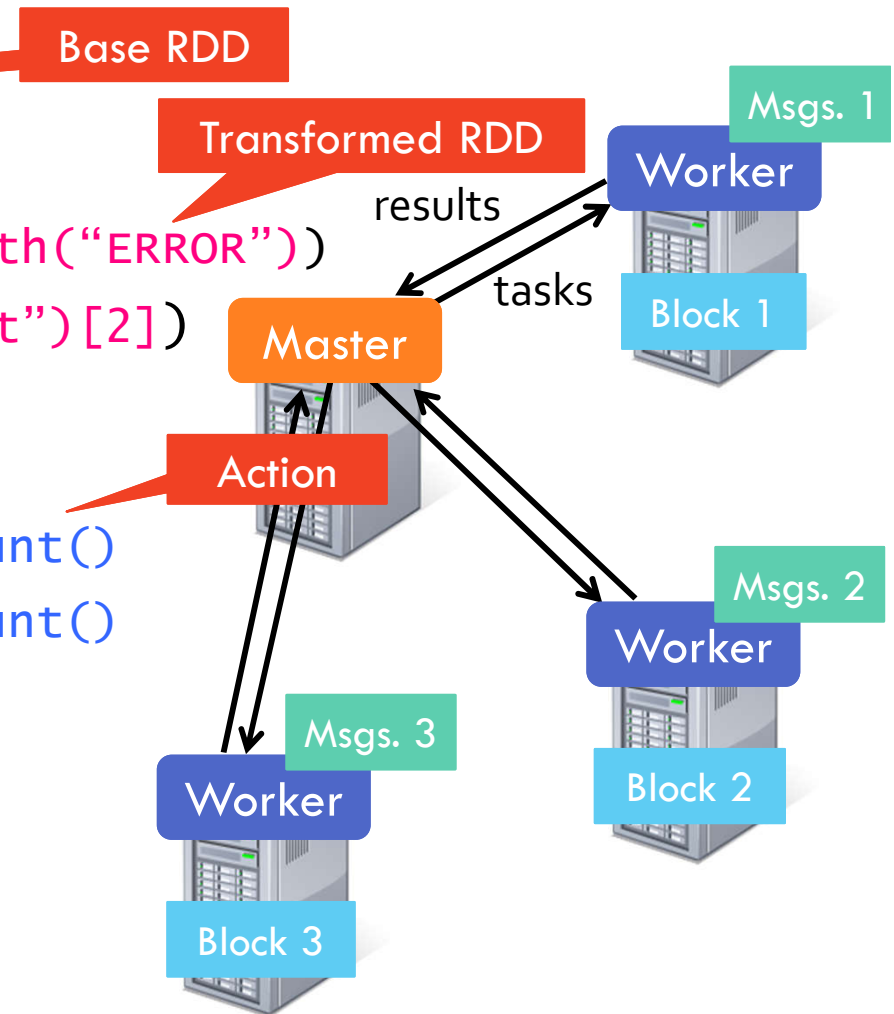 Base RDD
Msgs. 1
Transformed RDD
Worker
results
th(“ERROR”))
tasks
Block 1
t”)[2])
Master
Action
unt()
Msgs. 2
unt()
Worker
Msgs. 3
Block 2
Worker
Block 3